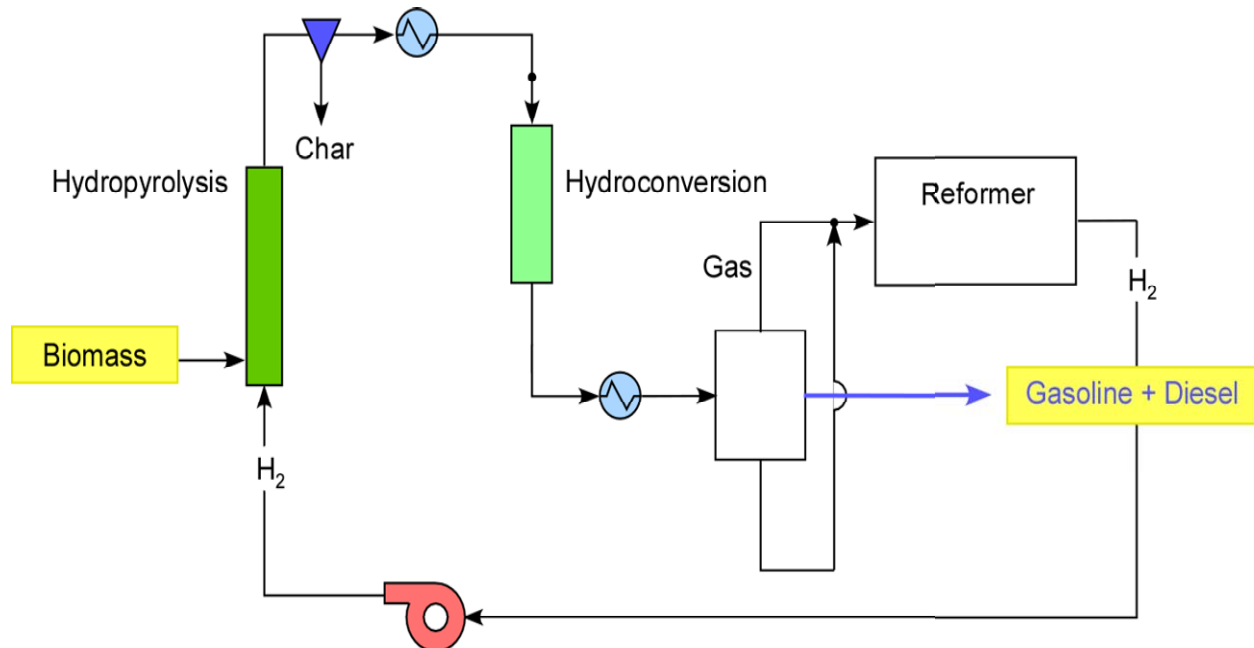 Char
Hydropyrolysis
Hydroconversion
Reformer
Gas
H₂
Biomass
Gasoline + Diesel
H₂